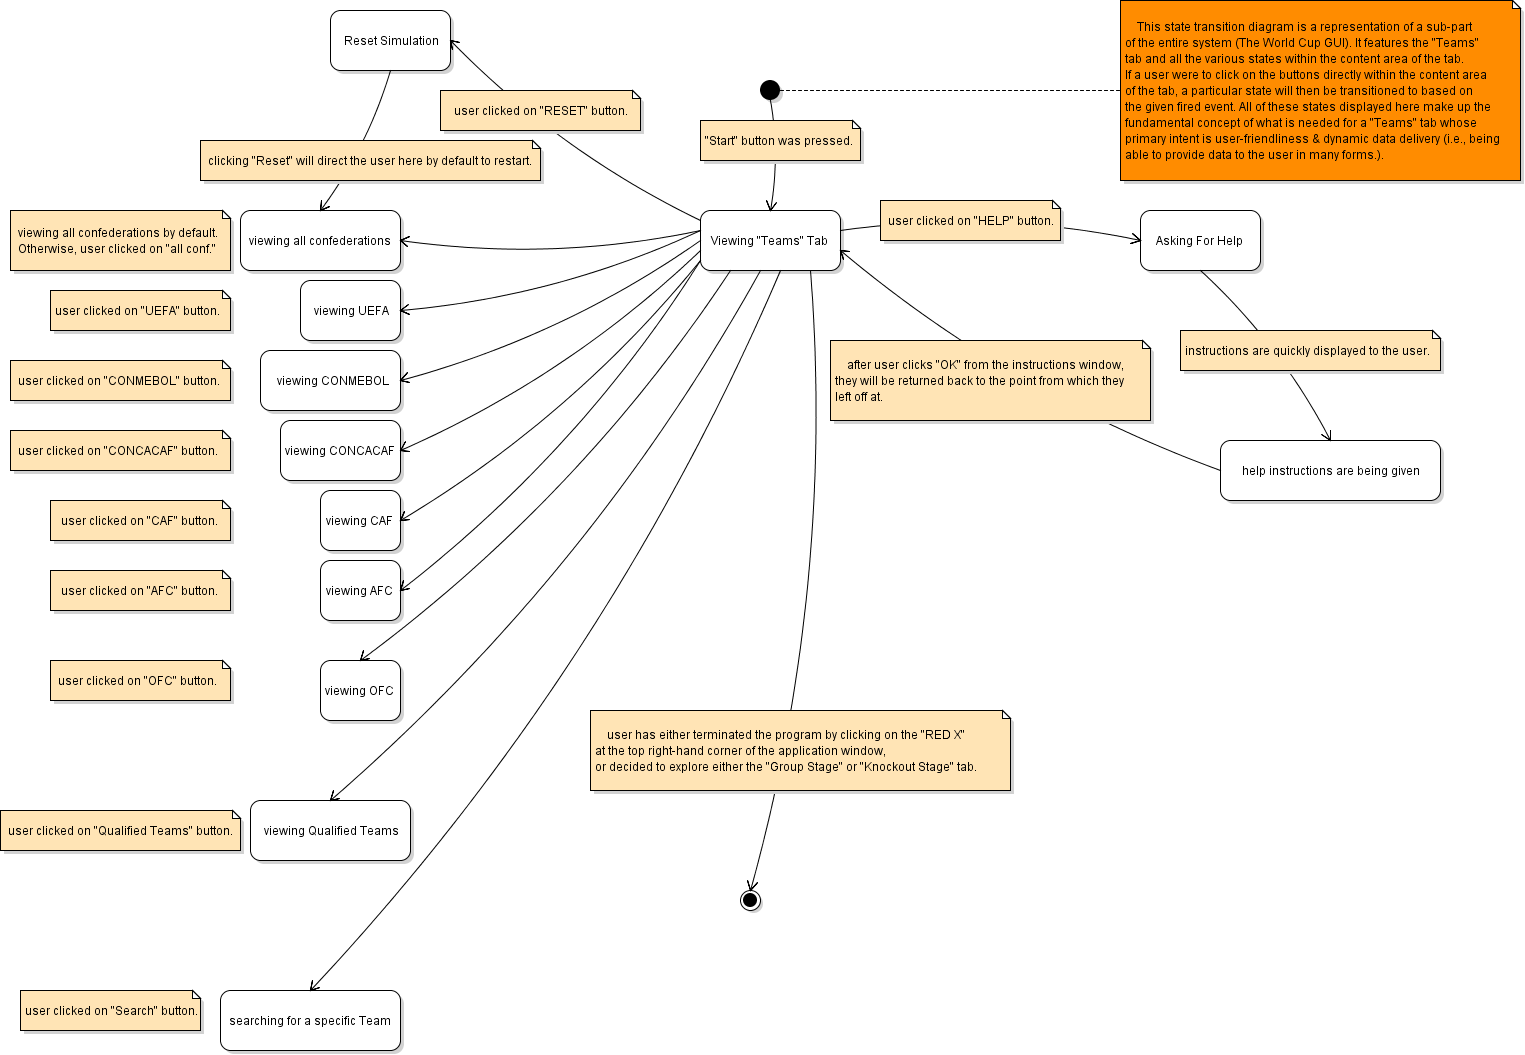 Reset Simulation
This state transition diagram is a representation of a sub-part
of the entire system (The World Cup GUI). It features the "Teams"
tab and all the various states within the content area of the tab.
If a user were to click on the buttons directly within the content area
of the tab, a particular state will then be transitioned to based on
the given fired event. All of these states displayed here make up the
fundamental concept of what is needed for a "Teams" tab whose
primary intent is user-friendliness & dynamic data delivery (i.e., being
able to provide data to the user in many forms.).
user clicked on "RESET" button.
"Start" button was pressed.
clicking "Reset" will direct the user here by default to restart.
viewing all confederations by default.
Otherwise, user clicked on "all conf."
viewing all confederations
Viewing "Teams" Tab
user clicked on "HELP" button.
Asking For Help
user clicked on "UEFA" button.
viewing UEFA
instructions are quickly displayed to the user.
after user clicks "OK" from the instructions window,
they will be returned back to the point from which they
left off at.
user clicked on "CONMEBOL" button.
viewing CONMEBOL
user clicked on "CONCACAF" button.
viewing CONCACAF
help instructions are being given
user clicked on "CAF" button.
viewing CAF
user clicked on "AFC" button.
viewing AFC
user clicked on "OFC" button.
viewing OFC
user has either terminated the program by clicking on the "RED X"
at the top right-hand corner of the application window,
or decided to explore either the "Group Stage" or "Knockout Stage" tab.
user clicked on "Qualified Teams" button.
viewing Qualified Teams
user clicked on "Search" button.
searching for a specific Team